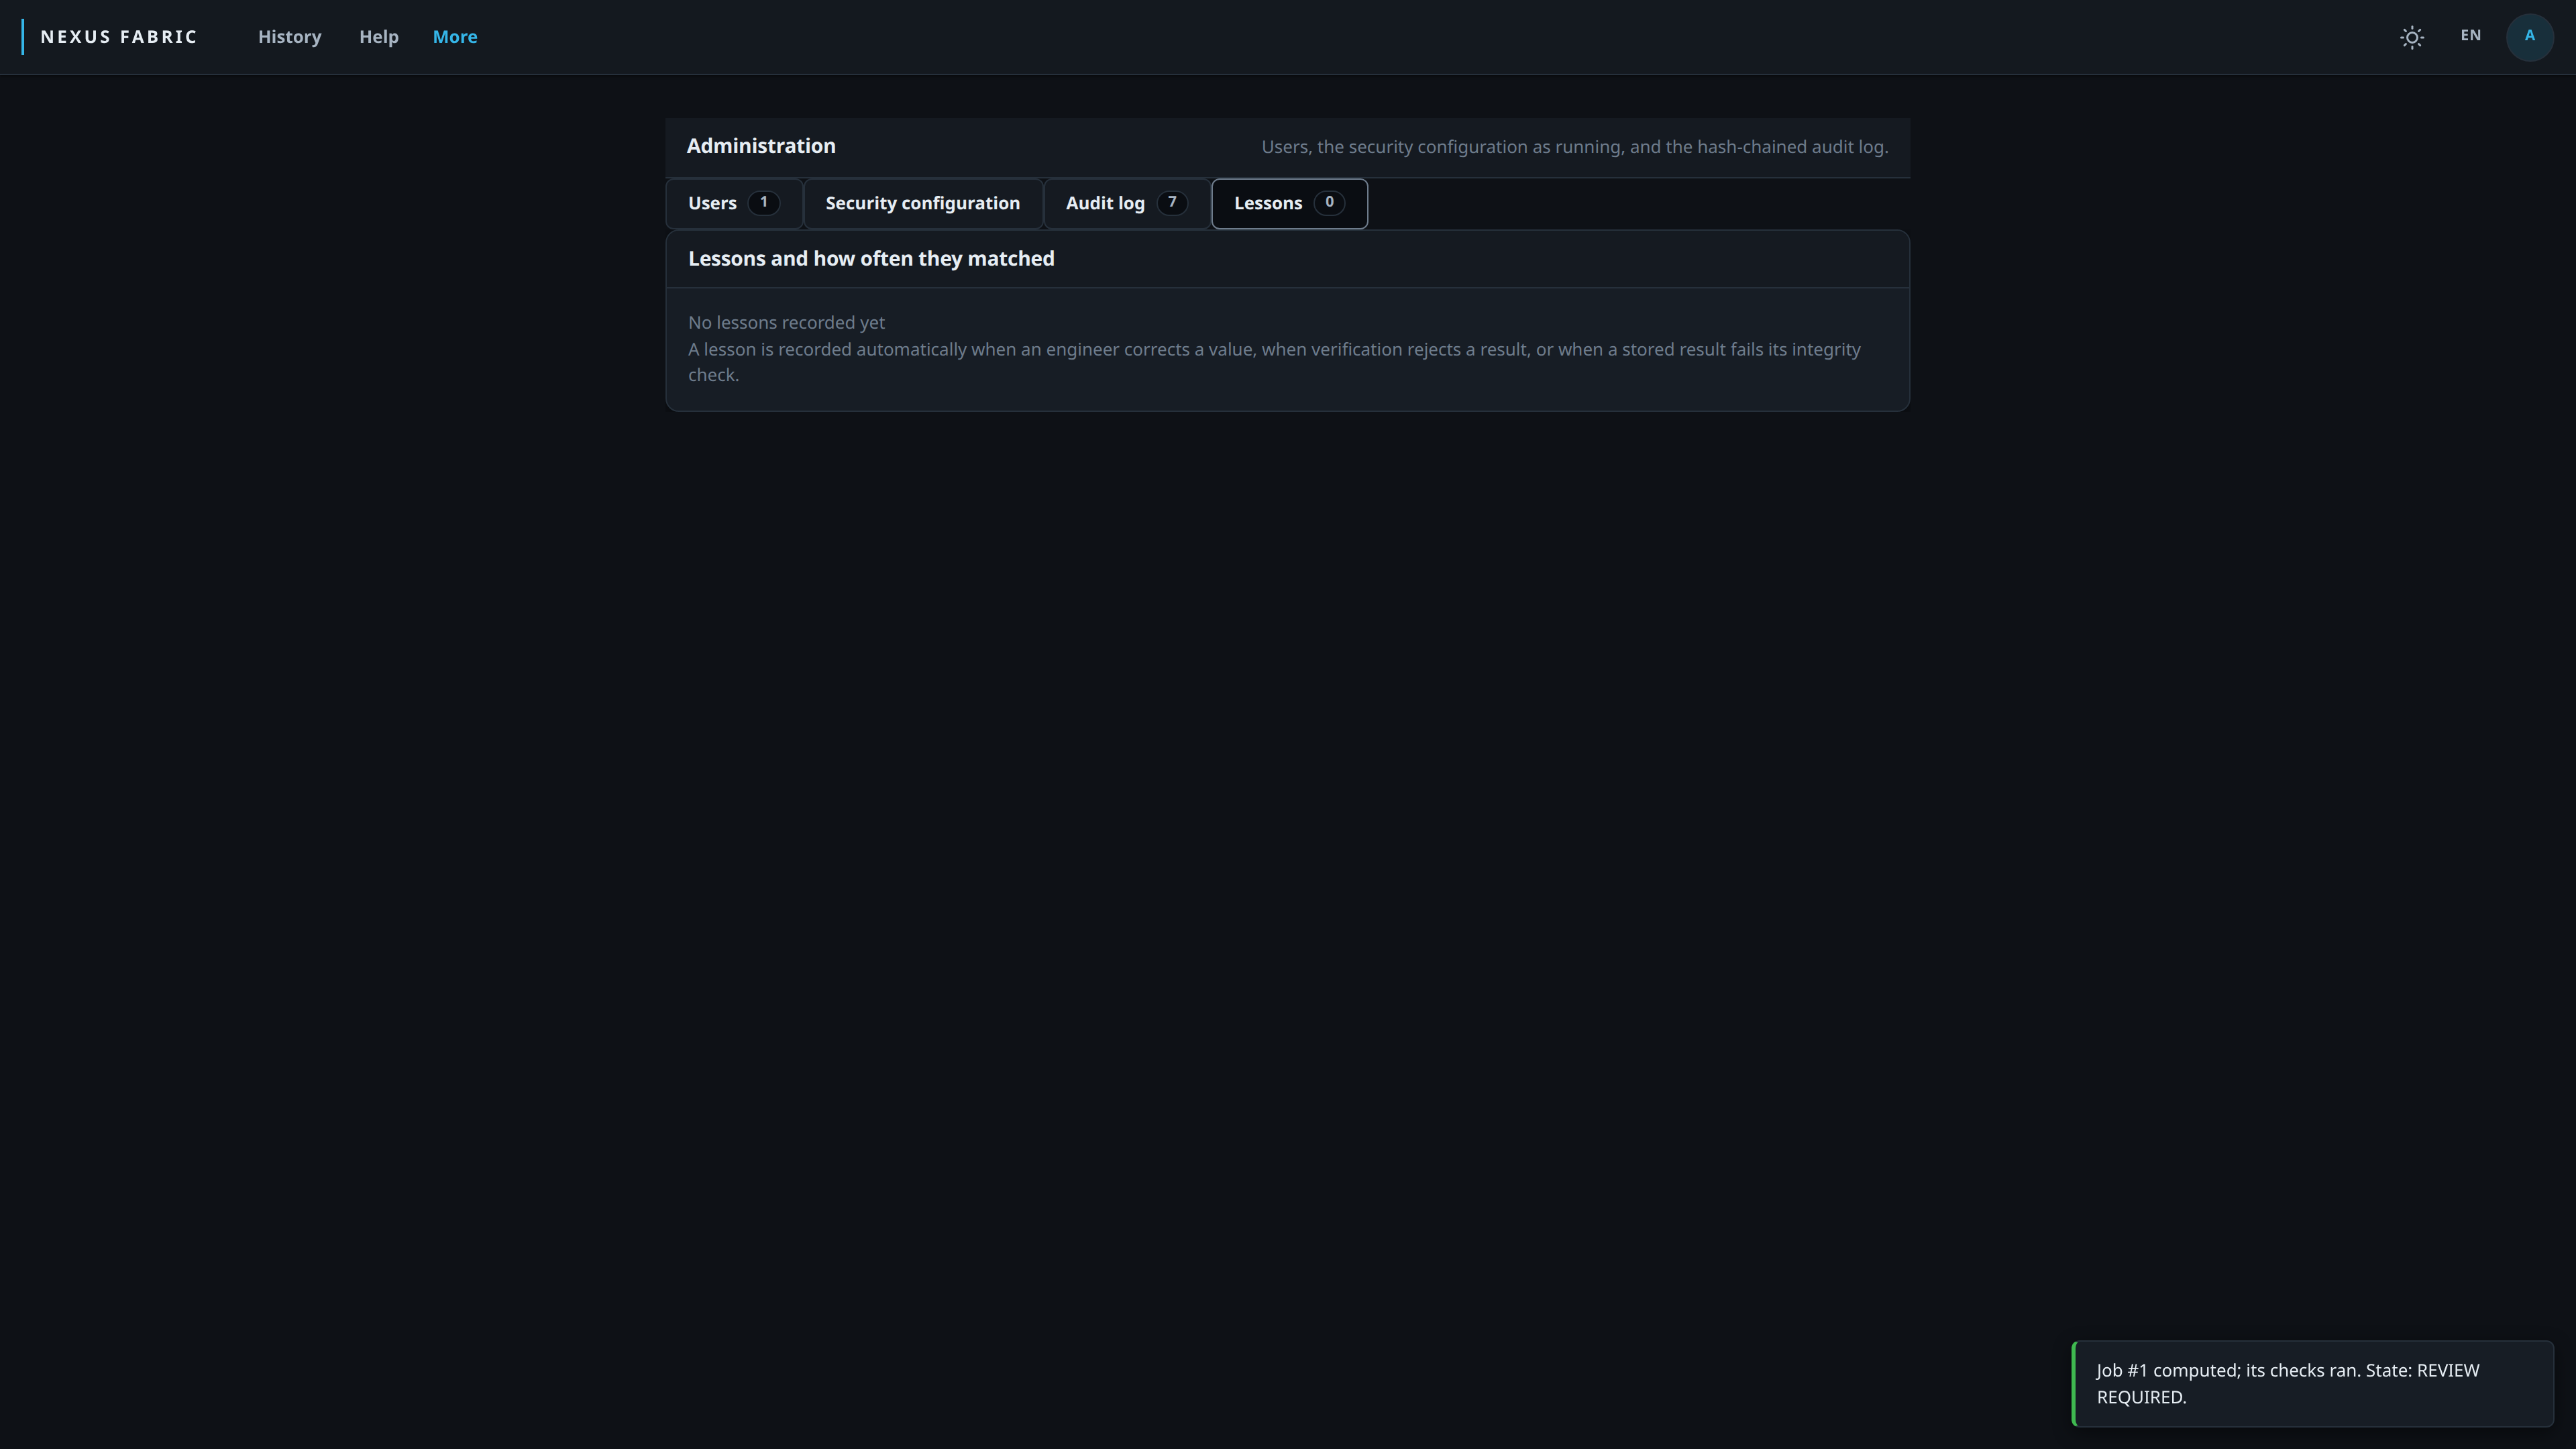 NEXUS FABRIC
History
Help
More
EN
A
Administration
Users, the security configuration as running, and the hash-chained audit log.
Users 1
Security configuration
Audit log 7
Lessons 0
Lessons and how often they matched
No lessons recorded yet
A lesson is recorded automatically when an engineer corrects a value, when verification rejects a result, or when a stored result fails its integrity
check.
Job #1 computed; its checks ran. State: REVIEW
REQUIRED.